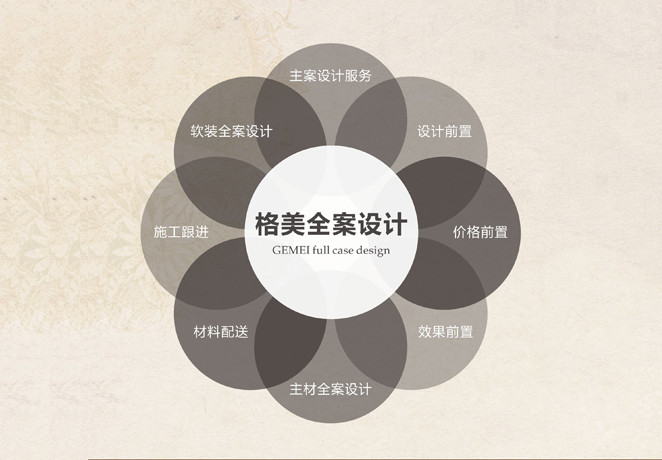 主案设计服务
软装全案设计
设计前置
格美全案设计
GEMEI full case design
施工跟进
价格前置
材料配送
效果前置
主材全案设计